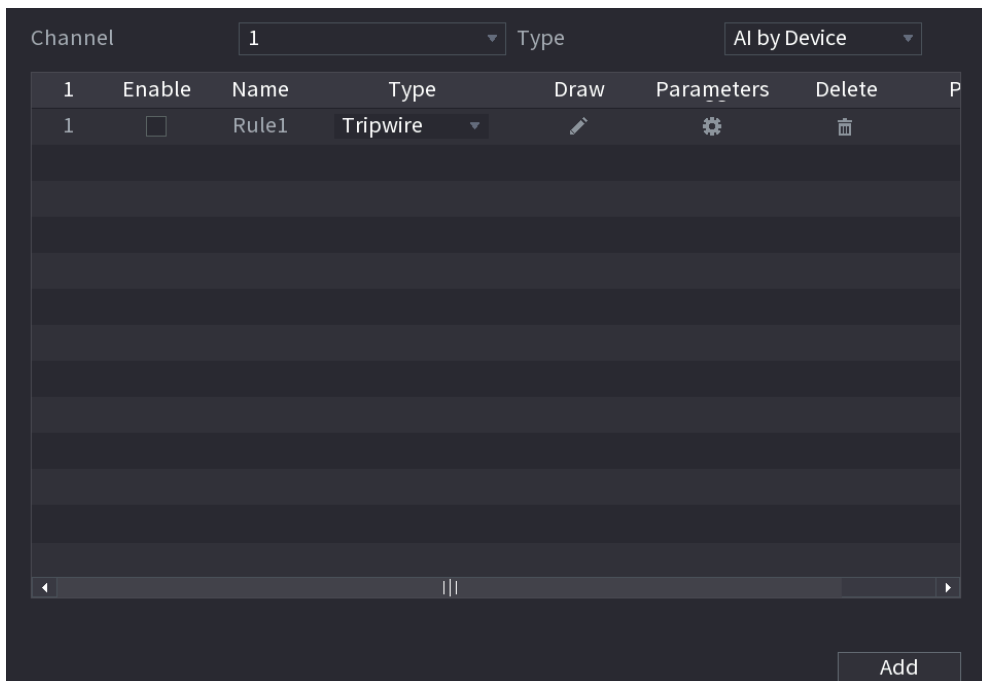 Channel 1 Type AI by Device
1 Enable Name Type Draw Parameters Delete P
1 Rule1 Tripwire
Add